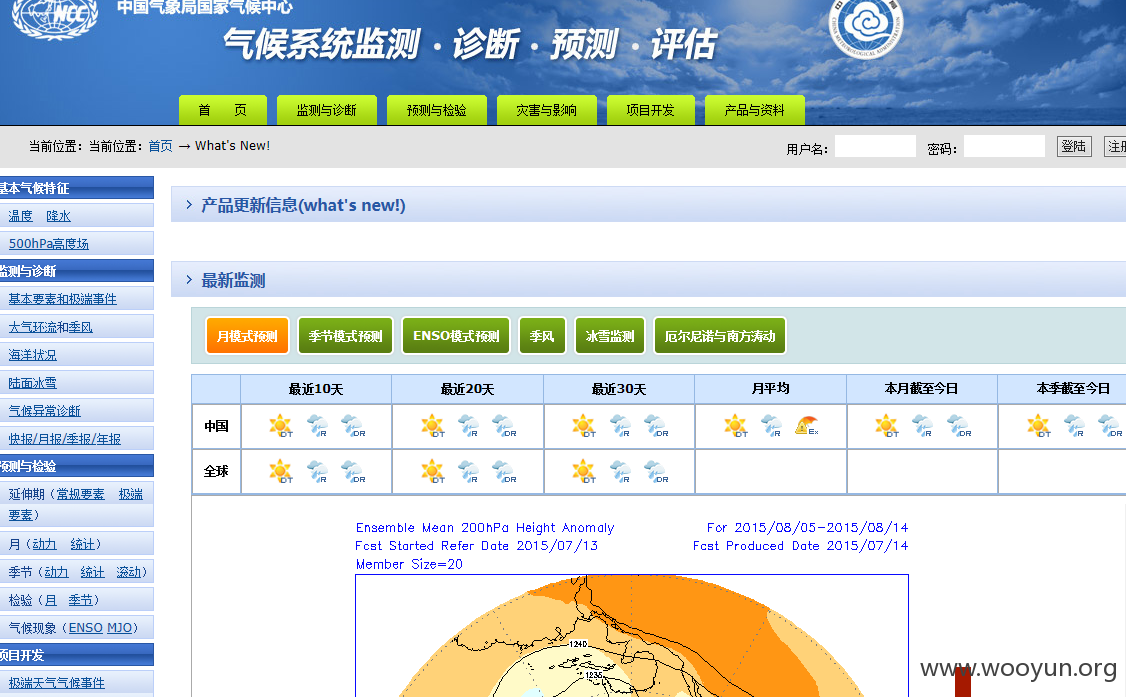 中国气象局国家气候中心
NCC
气候系统监测 · 诊断 · 预测 · 评估
首 页 监测与诊断 预测与检验 灾害与影响 项目开发 产品与资料
当前位置：当前位置：首页 → What's New! 用户名： 密码： 登陆 注册
基本气候特征
温度 降水
500hPa高度场
监测与诊断
基本要素和极端事件
大气环流和季风
海洋状况
陆面冰雪
气候异常诊断
快报/月报/季报/年报
预测与检验
延伸期（常规要素 极端
要素）
月（动力 统计）
季节（动力 统计 滚动）
检验（月 季节）
气候现象（ENSO MJO）
项目开发
极端天气气候事件
产品更新信息(what's new!)
最新监测
月模式预测 季节模式预测 ENSO模式预测 季风 冰雪监测 厄尔尼诺与南方涛动
最近10天 最近20天 最近30天 月平均 本月截至今日 本季截至今日
中国 DT R DR DT R DR DT R DR DT R Ex DT R DR DT R DR
全球 DT R DR DT R DR DT R DR
Ensemble Mean 200hPa Height Anomaly For 2015/08/05-2015/08/14
Fcst Started Refer Date 2015/07/13 Fcst Produced Date 2015/07/14
Member Size=20
1240
1235
www.wooyun.org